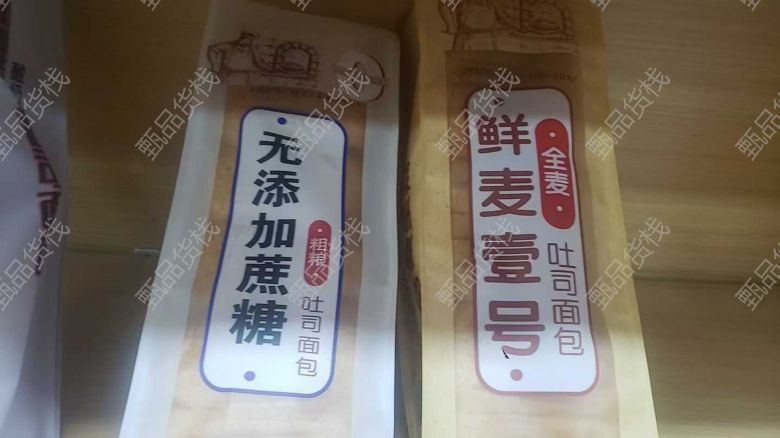 无添加蔗糖
粗粮
吐司面包
鲜麦壹号
全麦
吐司面包
甄品货栈